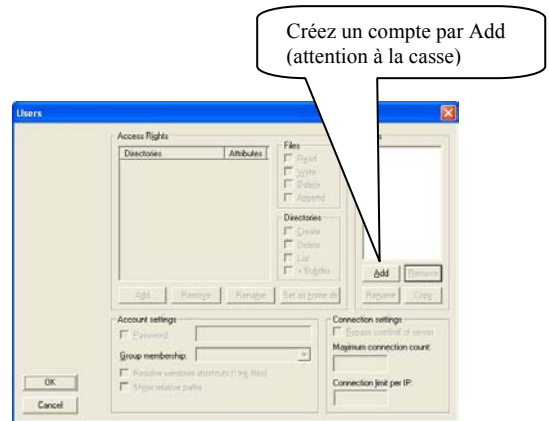 Créez un compte par Add
(attention à la casse)
Users
Access Rights
Directories Attributes
Files
Read
Write
Delete
Append
Directories
Create
Delete
List
+ Subdirs
Add Remove
Add Remove Rename Set as home dir
Rename Copy
Account settings
Password:
Group membership:
Resolve windows shortcuts (*.lnk files)
Show relative paths
Connection settings
Bypass userlimit of server
Maximum connection count:
Connection limit per IP:
OK
Cancel